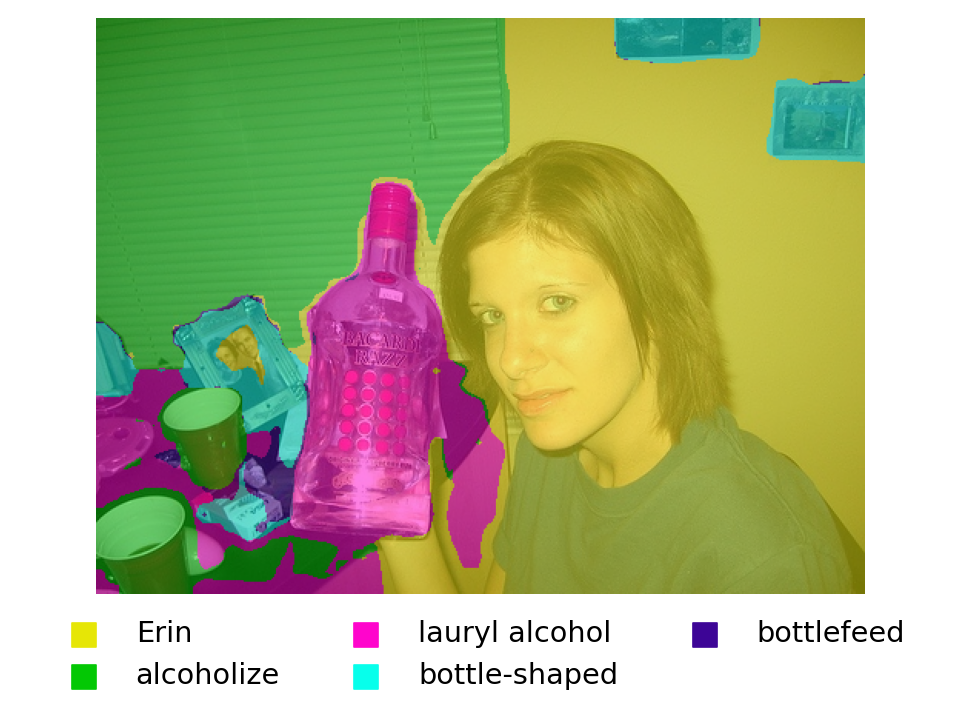 BACARDI
RAZZ
Erin
lauryl alcohol
bottlefeed
alcoholize
bottle-shaped